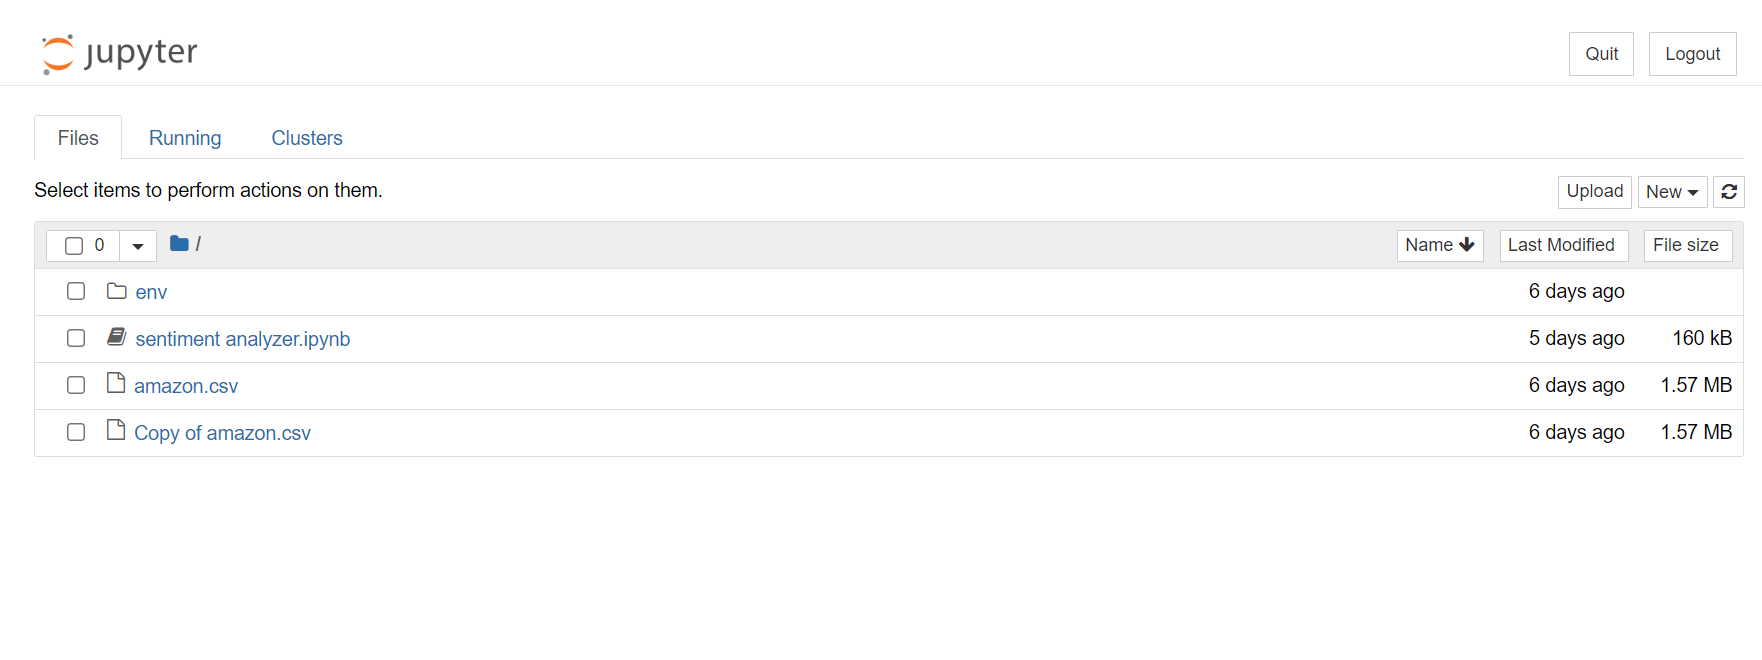 jupyter
Quit Logout
Files Running Clusters
Select items to perform actions on them.
Upload New
0 / Name Last Modified File size
env 6 days ago
sentiment analyzer.ipynb 5 days ago 160 kB
amazon.csv 6 days ago 1.57 MB
Copy of amazon.csv 6 days ago 1.57 MB